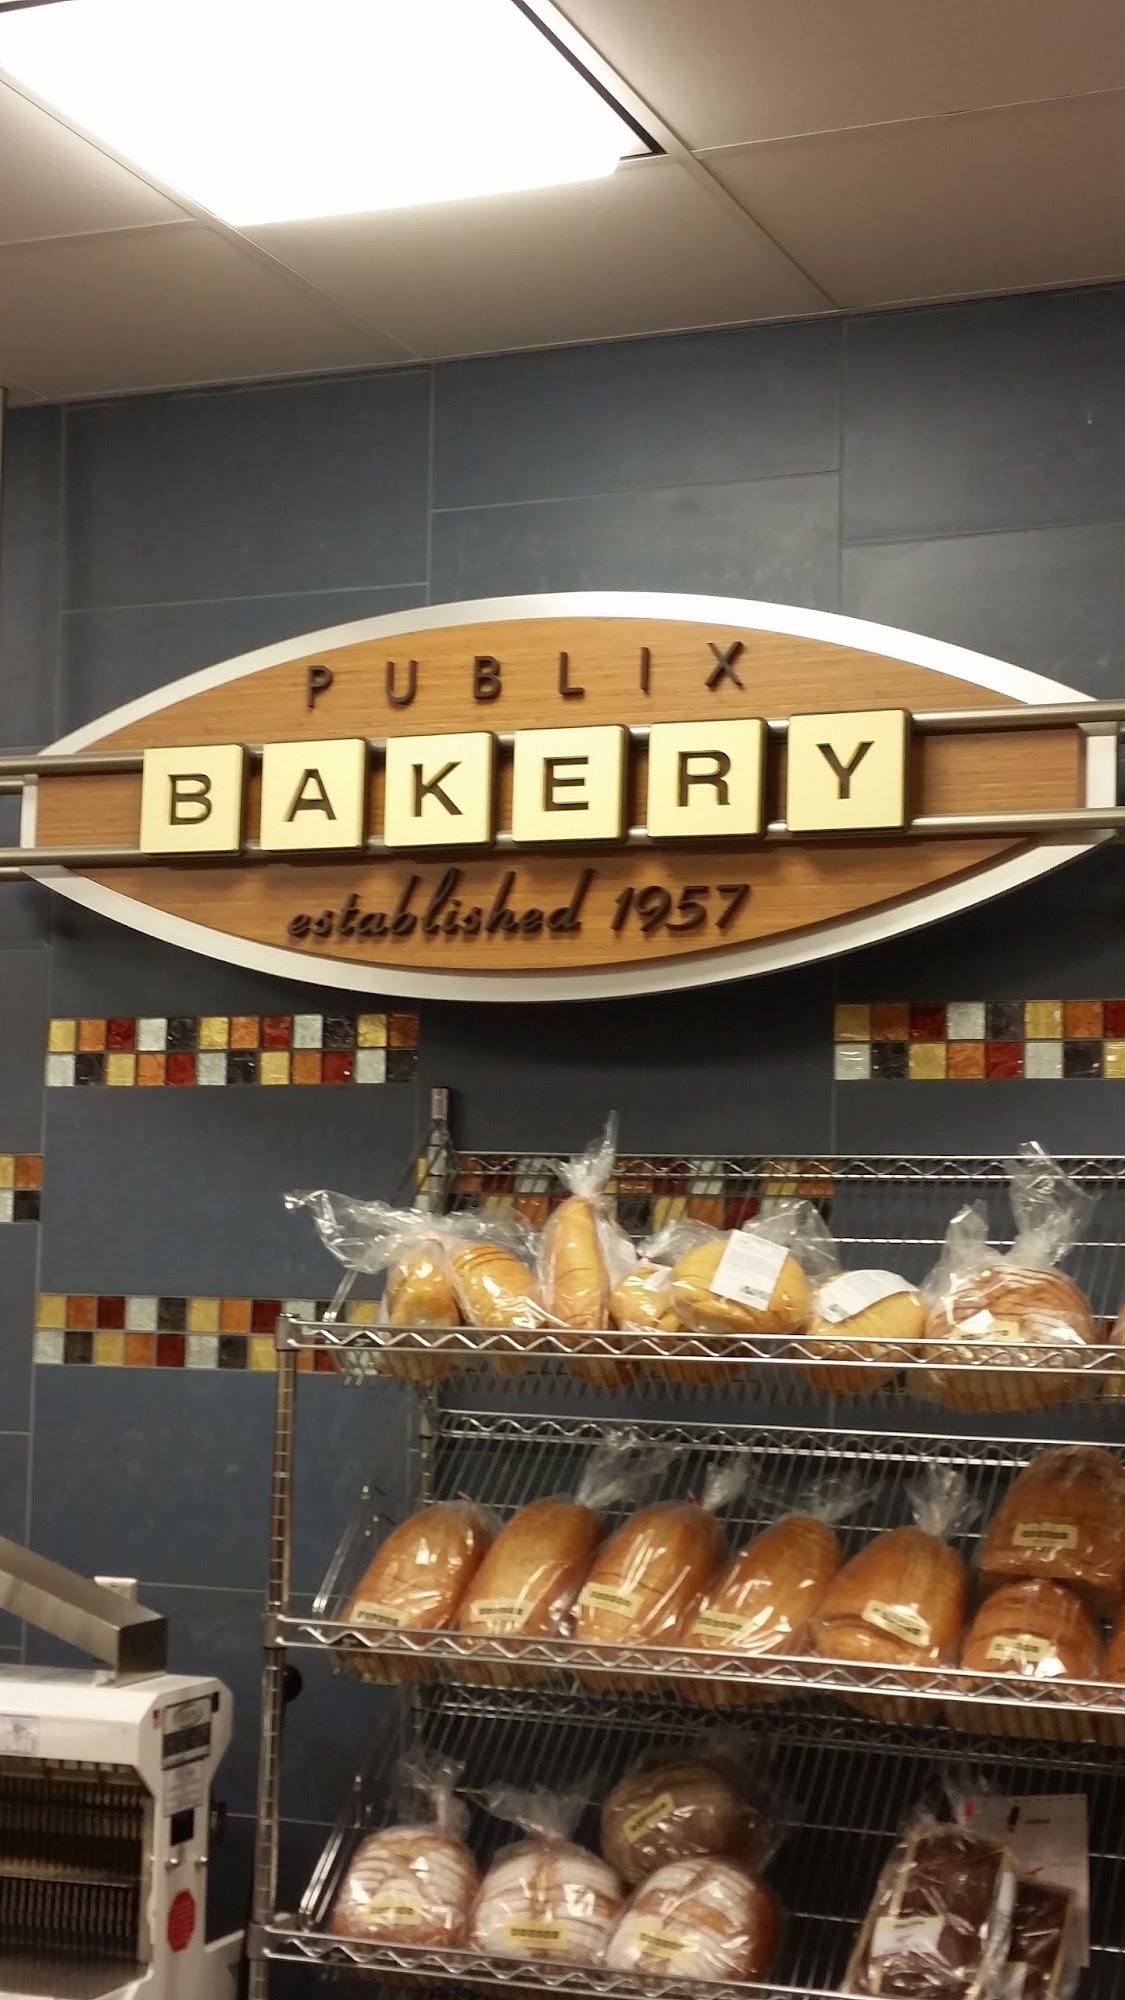 PUBLIX
BAKERY
established 1957